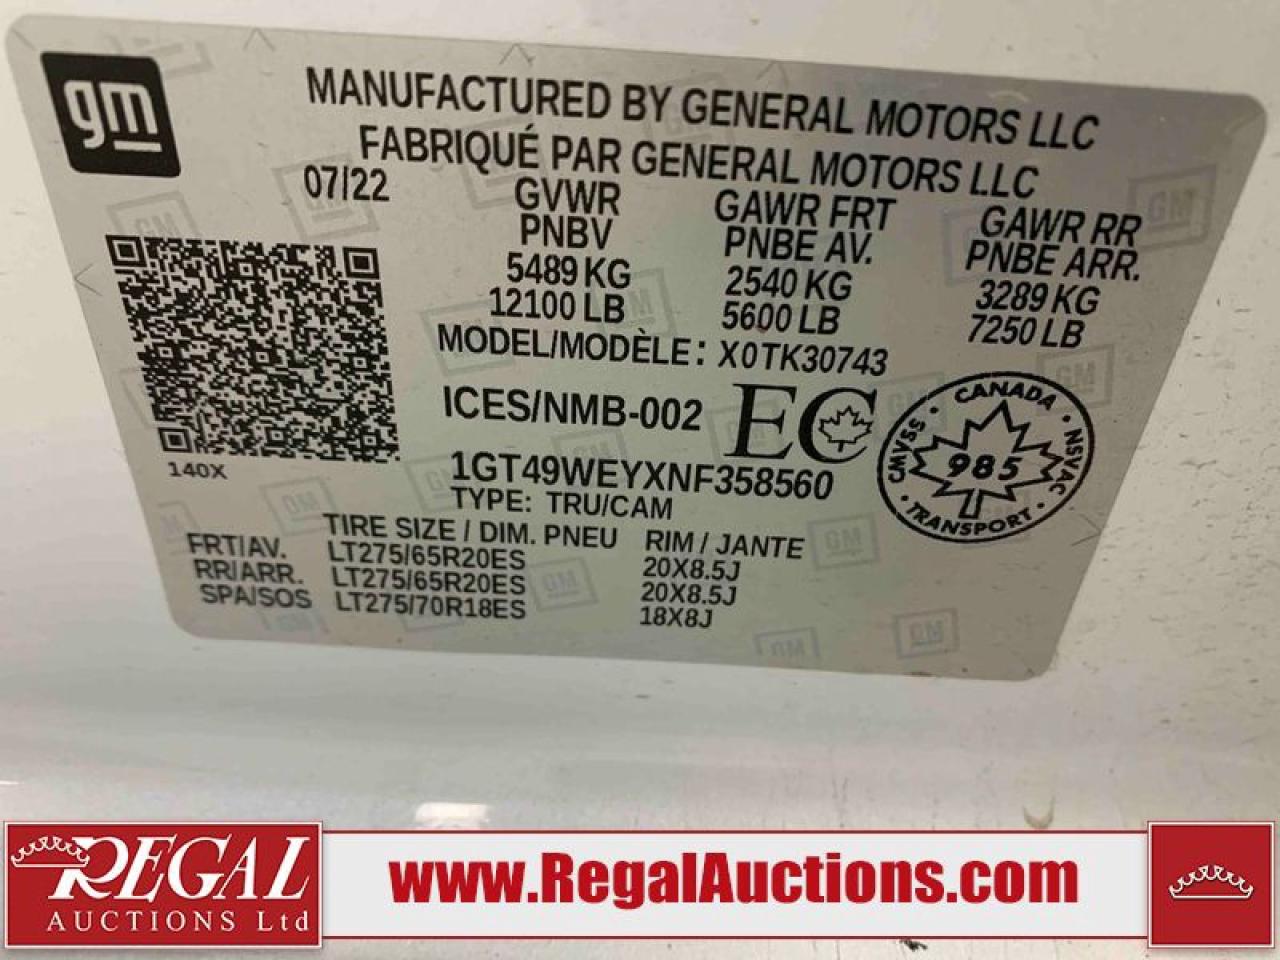 gm
MANUFACTURED BY GENERAL MOTORS LLC
FABRIQUÉ PAR GENERAL MOTORS LLC
07/22
GVWR
PNBV
5489 KG
12100 LB
GAWR FRT
PNBE AV.
2540 KG
5600 LB
GAWR RR
PNBE ARR.
3289 KG
7250 LB
MODEL/MODÈLE: X0TK30743
ICES/NMB-002
EC
CANADA
CMVSS
NSVAC
985
TRANSPORT
140X
1GT49WEYXNF358560
TYPE: TRU/CAM
TIRE SIZE / DIM. PNEU RIM / JANTE
FRT/AV. LT275/65R20ES 20X8.5J
RR/ARR. LT275/65R20ES 20X8.5J
SPA/SOS LT275/70R18ES 18X8J
REGAL
AUCTIONS Ltd
www.RegalAuctions.com